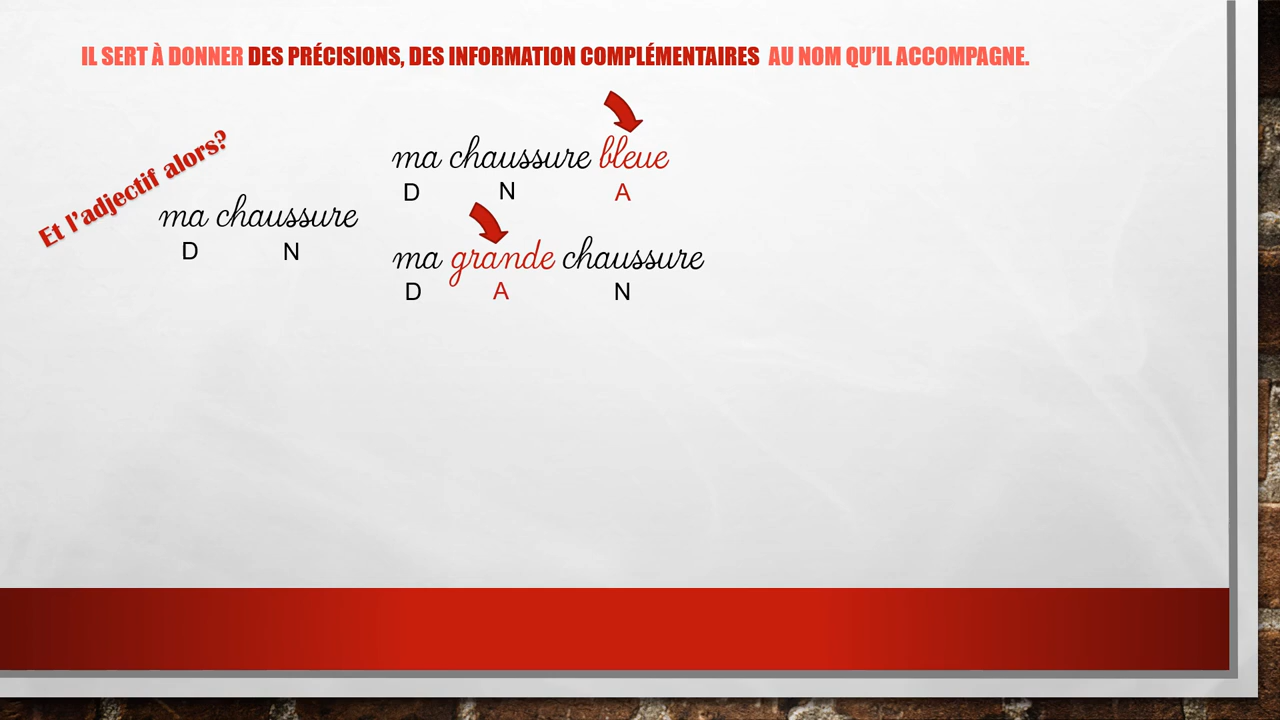 IL SERT À DONNER DES PRÉCISIONS, DES INFORMATION COMPLÉMENTAIRES AU NOM QU'IL ACCOMPAGNE.
Et l'adjectif alors?
ma chaussure
D N
ma chaussure bleue
D N A
ma grande chaussure
D A N